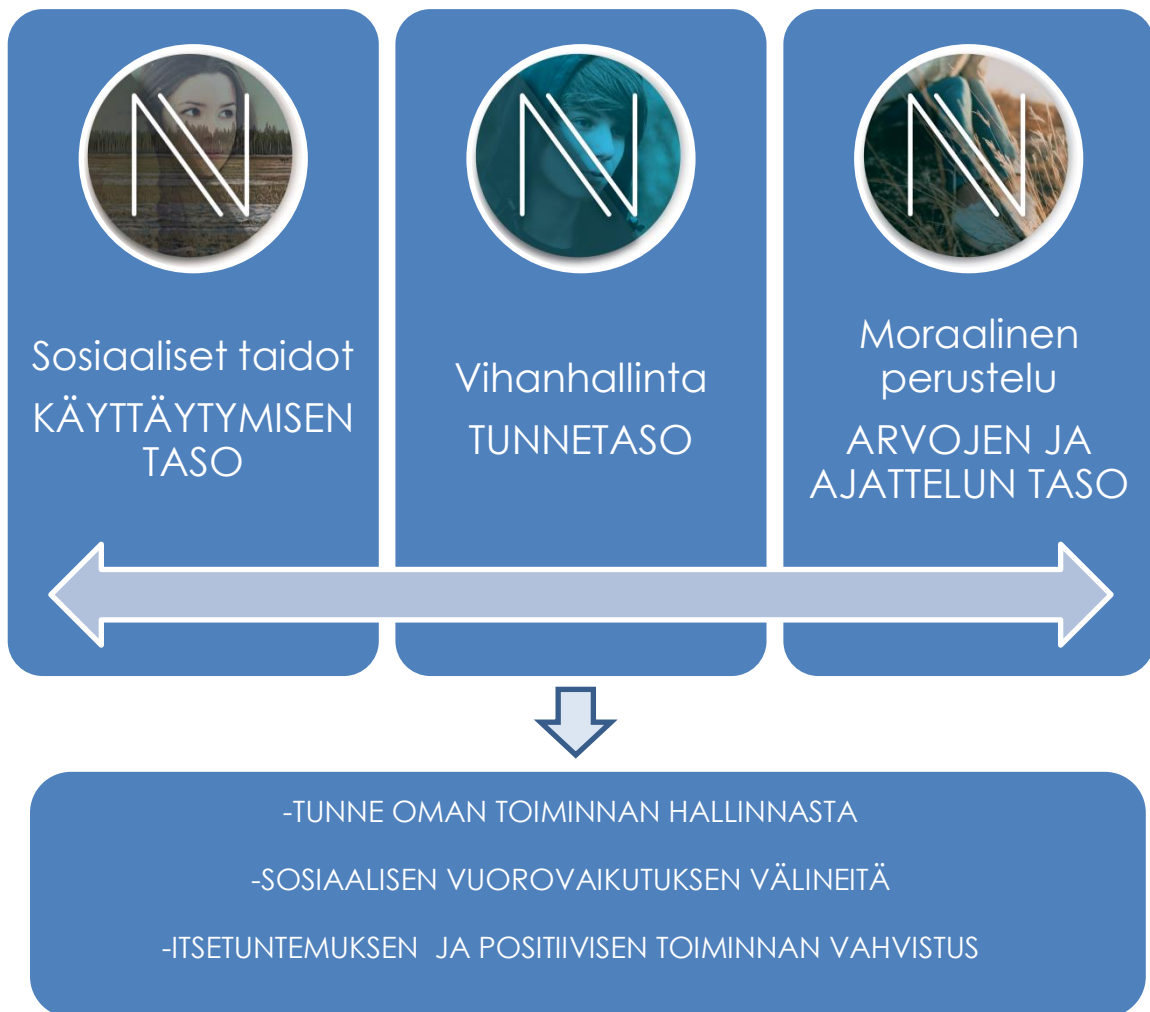 N
N
N
Sosiaaliset taidot
KÄYTTÄYTYMISEN
TASO
Vihanhallinta
TUNNETASO
Moraalinen
perustelu
ARVOJEN JA
AJATTELUN TASO
-TUNNE OMAN TOIMINNAN HALLINNASTA
-SOSIAALISEN VUOROVAIKUTUKSEN VÄLINEITÄ
-ITSETUNTEMUKSEN JA POSITIIVISEN TOIMINNAN VAHVISTUS